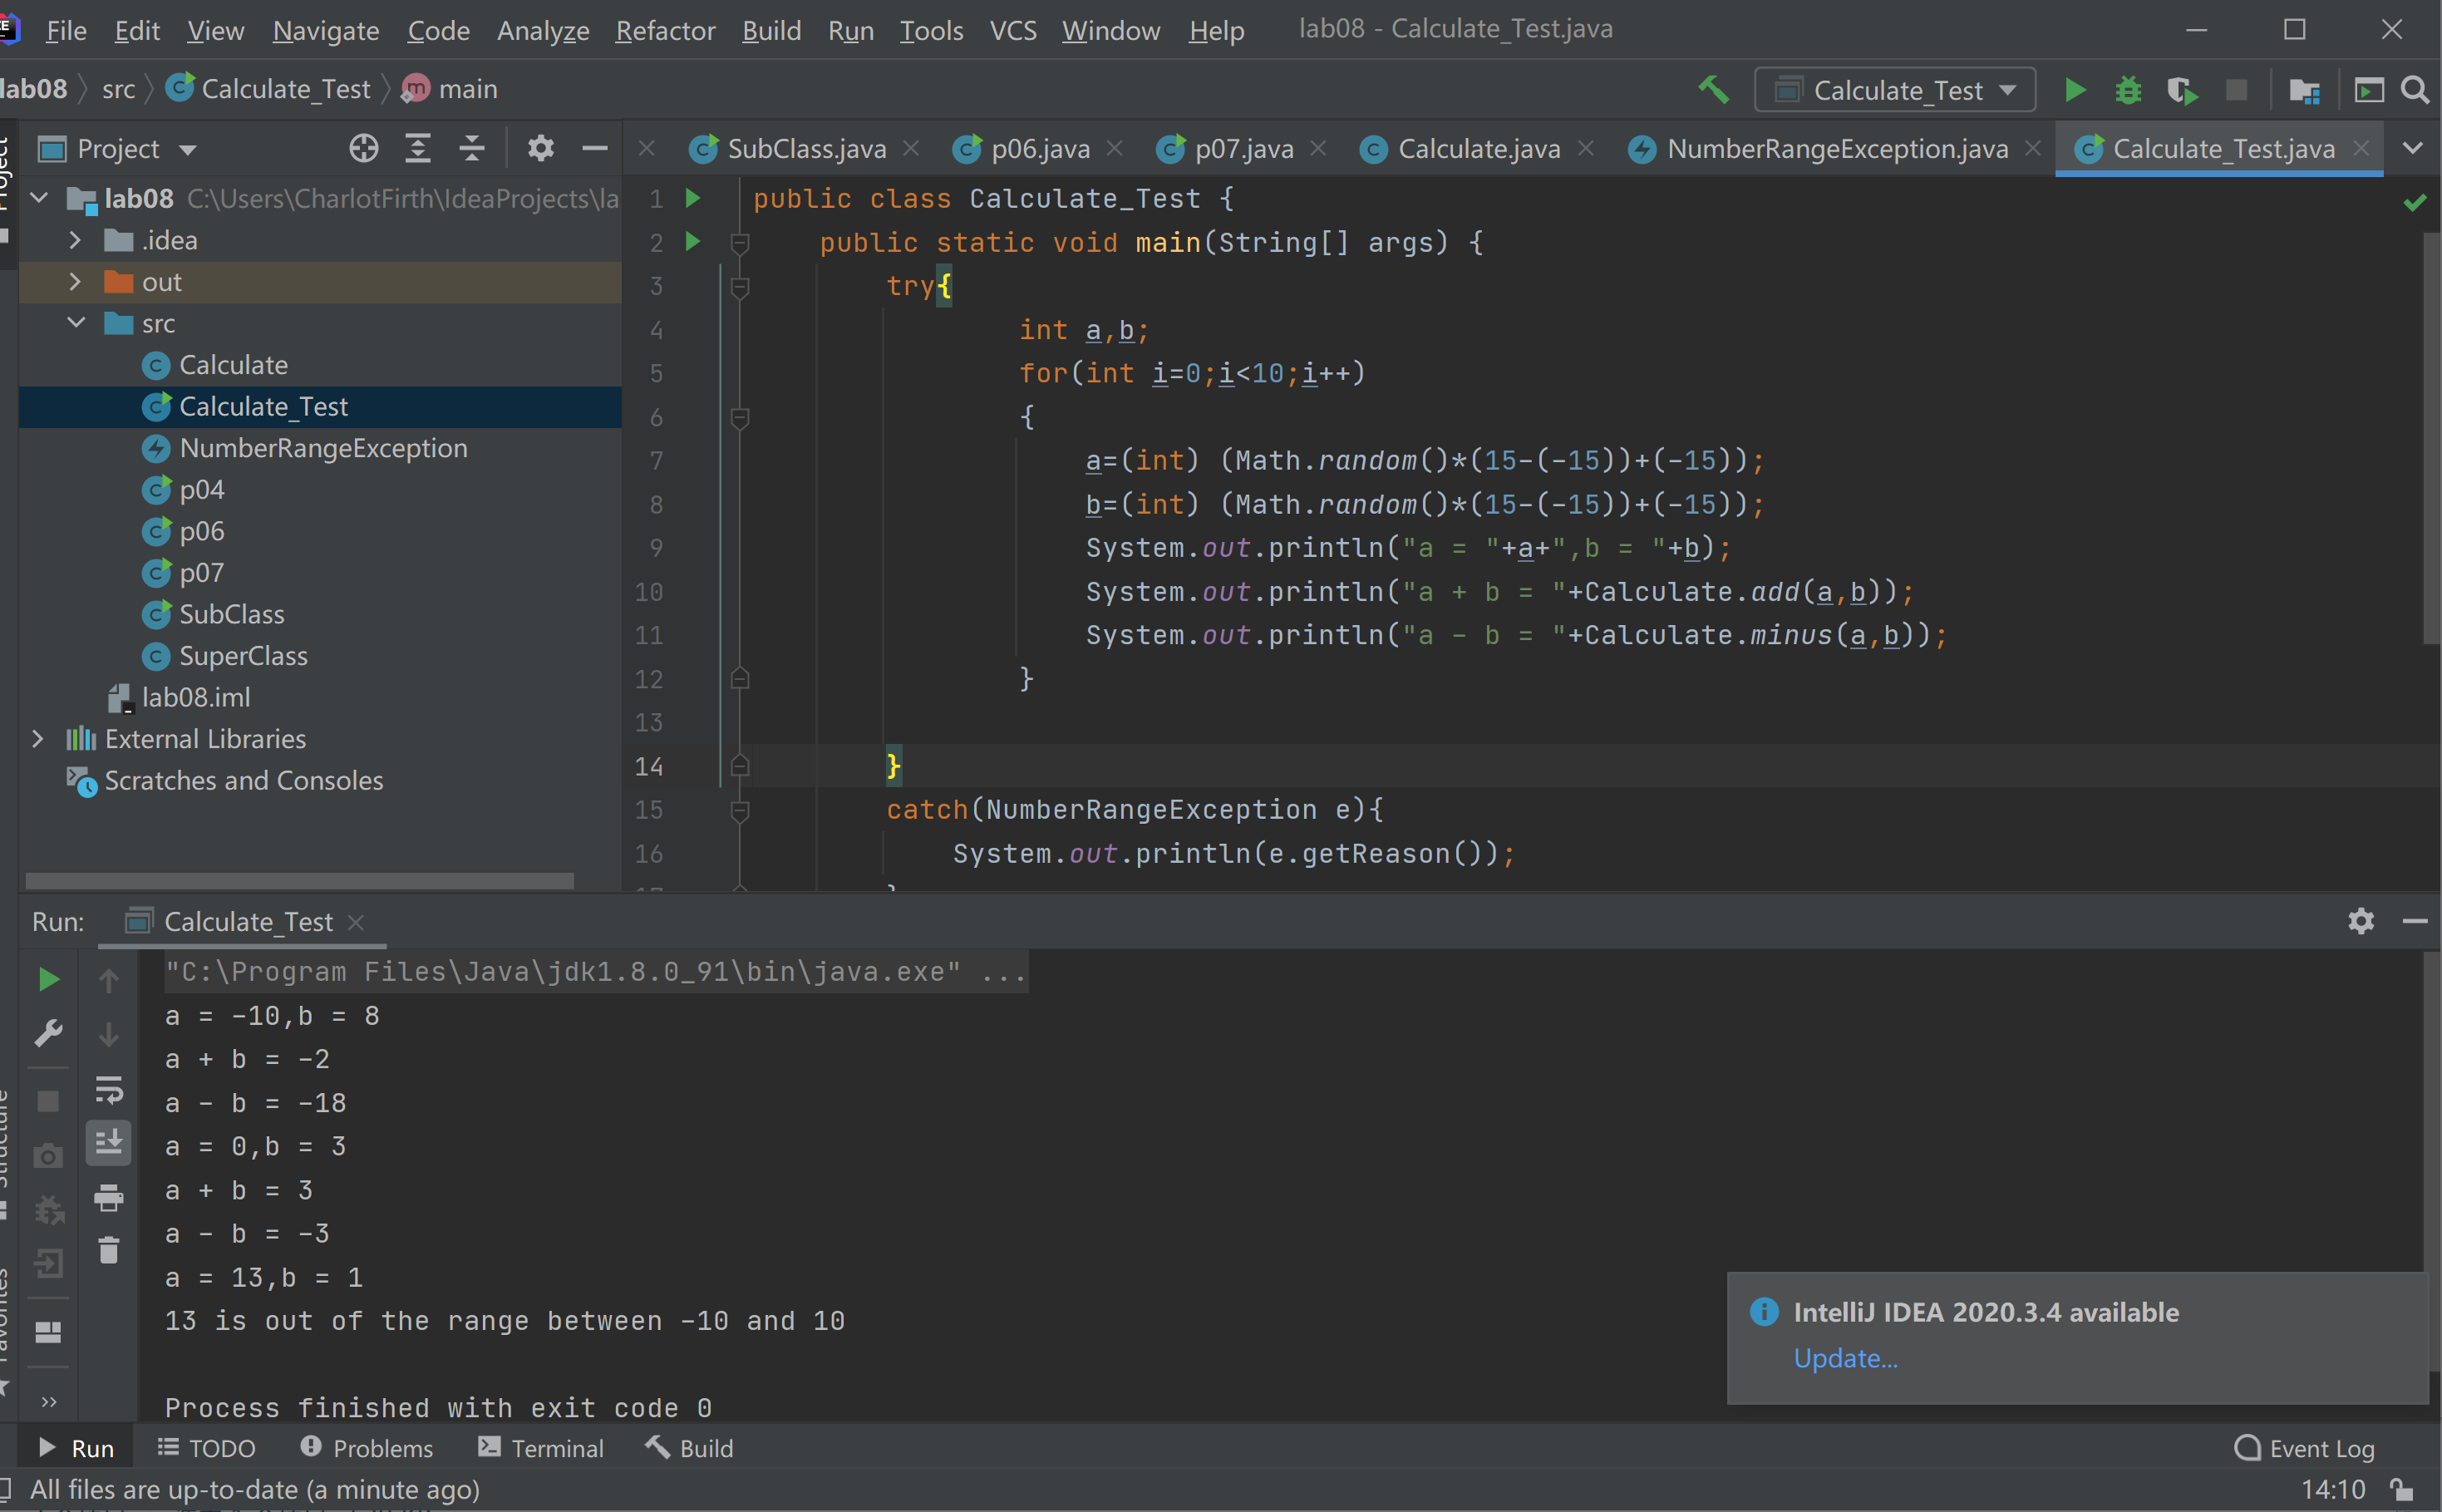 File Edit View Navigate Code Analyze Refactor Build Run Tools VCS Window Help lab08 - Calculate_Test.java
lab08 src Calculate_Test main Calculate_Test
Project
SubClass.java p06.java p07.java Calculate.java NumberRangeException.java Calculate_Test.java
lab08 C:\Users\CharlotFirth\IdeaProjects\la
.idea
out
src
Calculate
Calculate_Test
NumberRangeException
p04
p06
p07
SubClass
SuperClass
lab08.iml
External Libraries
Scratches and Consoles
1 public class Calculate_Test {
2 public static void main(String[] args) {
3 try{
4 int a,b;
5 for(int i=0;i<10;i++)
6 {
7 a=(int) (Math.random()*(15-(-15))+(-15));
8 b=(int) (Math.random()*(15-(-15))+(-15));
9 System.out.println("a = "+a+",b = "+b);
10 System.out.println("a + b = "+Calculate.add(a,b));
11 System.out.println("a - b = "+Calculate.minus(a,b));
12 }
13
14 }
15 catch(NumberRangeException e){
16 System.out.println(e.getReason());
Run: Calculate_Test
"C:\Program Files\Java\jdk1.8.0_91\bin\java.exe" ...
a = -10,b = 8
a + b = -2
a - b = -18
a = 0,b = 3
a + b = 3
a - b = -3
a = 13,b = 1
13 is out of the range between -10 and 10
Process finished with exit code 0
IntelliJ IDEA 2020.3.4 available
Update...
Run TODO Problems Terminal Build Event Log
All files are up-to-date (a minute ago) 14:10